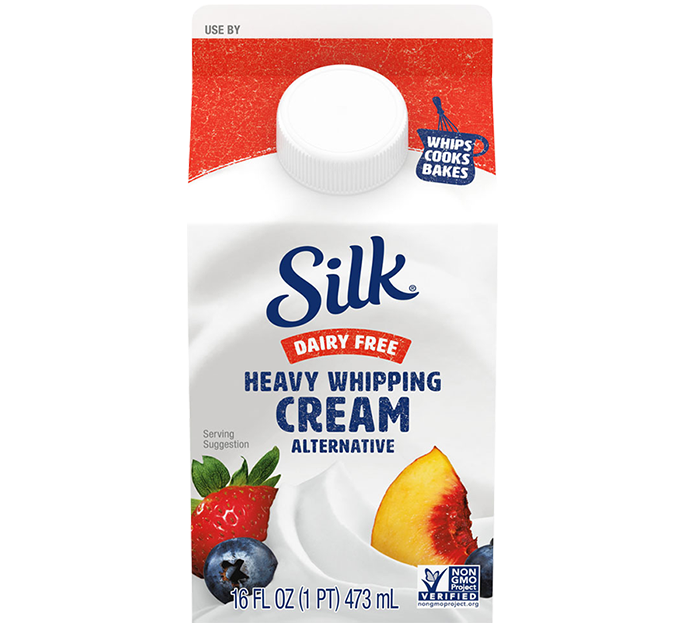 USE BY
WHIPS
COOKS
BAKES
Silk®
DAIRY FREE
HEAVY WHIPPING
CREAM
ALTERNATIVE
Serving
Suggestion
NON
GMO
Project
VERIFIED
nongmoproject.org
16 FL OZ (1 PT) 473 mL